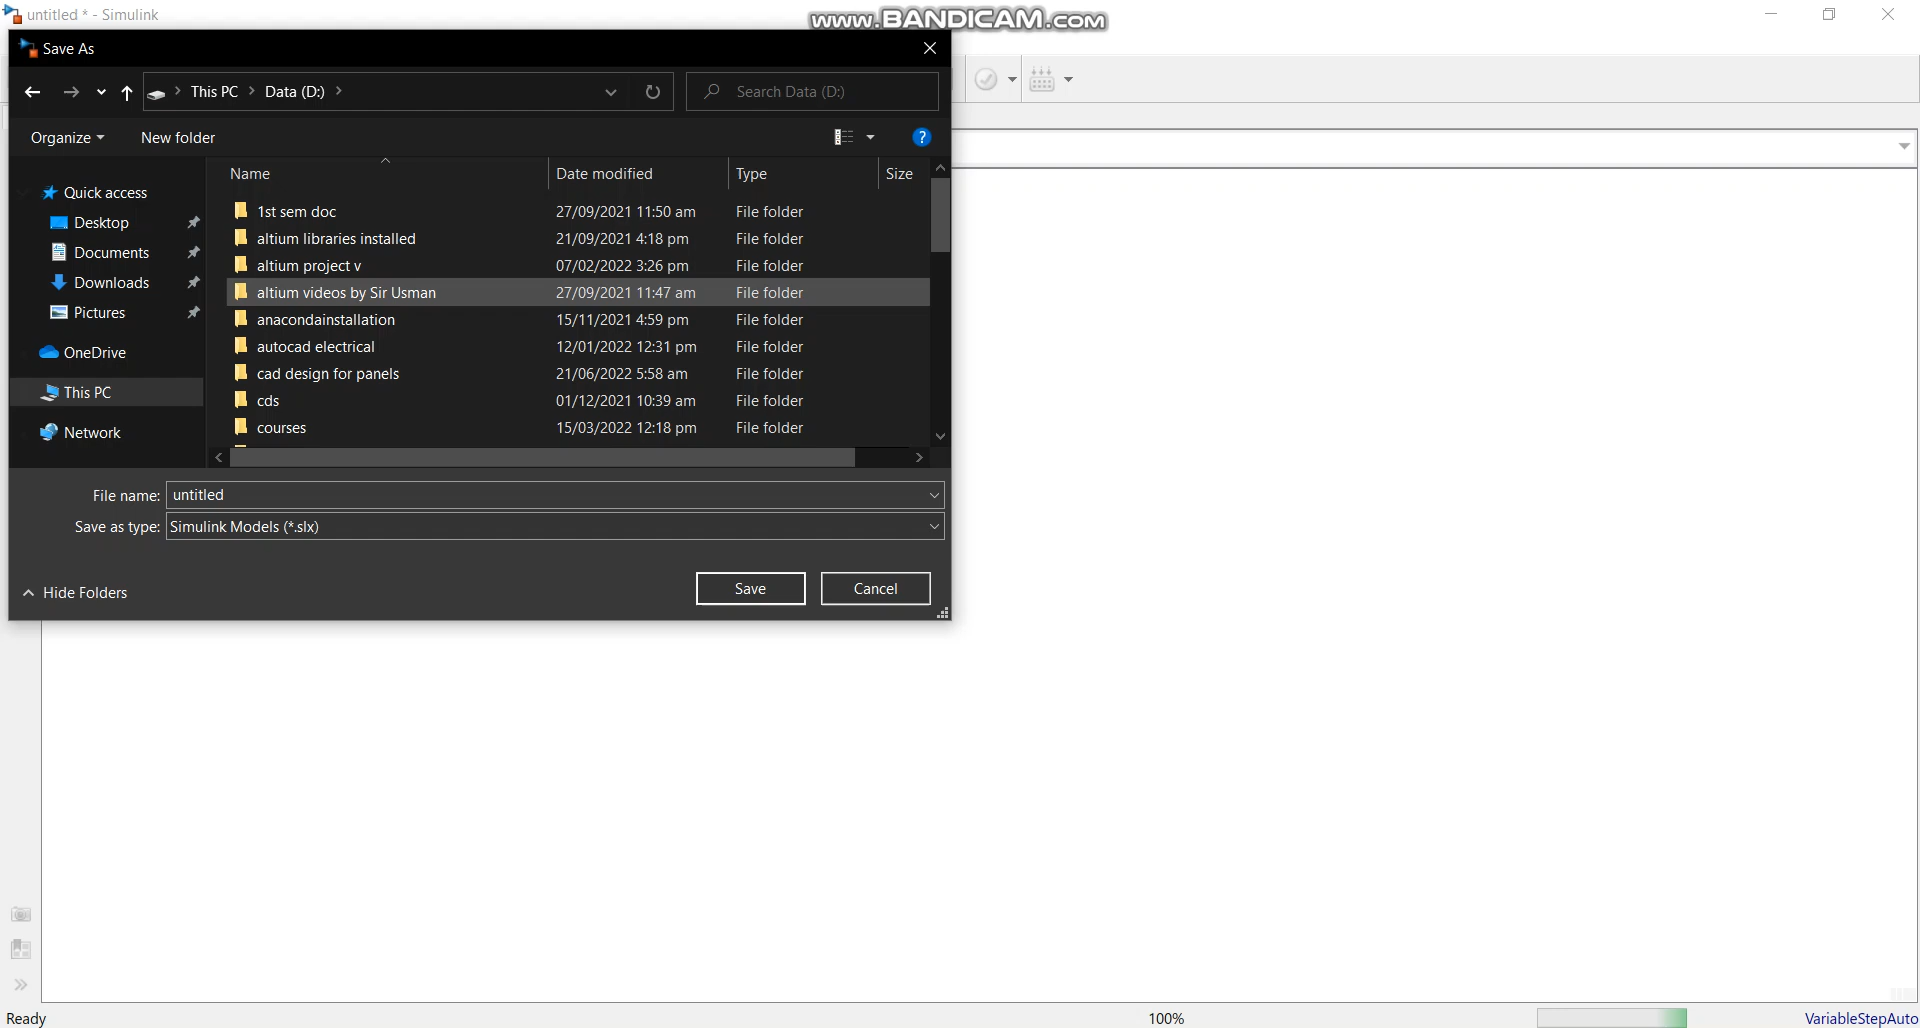 untitled * - Simulink
www.BANDICAM.com
Save As
This PC > Data (D:) >
Search Data (D:)
Organize
New folder
?
Name Date modified Type Size
Quick access
Desktop
Documents
Downloads
Pictures
OneDrive
This PC
Network
1st sem doc 27/09/2021 11:50 am File folder
altium libraries installed 21/09/2021 4:18 pm File folder
altium project v 07/02/2022 3:26 pm File folder
altium videos by Sir Usman 27/09/2021 11:47 am File folder
anacondainstallation 15/11/2021 4:59 pm File folder
autocad electrical 12/01/2022 12:31 pm File folder
cad design for panels 21/06/2022 5:58 am File folder
cds 01/12/2021 10:39 am File folder
courses 15/03/2022 12:18 pm File folder
File name: untitled
Save as type: Simulink Models (*.slx)
Hide Folders
Save
Cancel
Ready
100%
VariableStepAuto